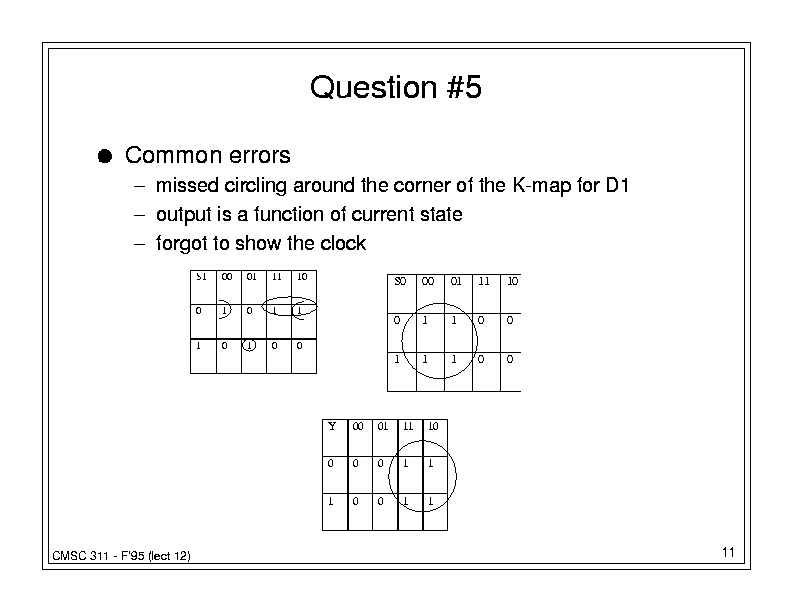 Question #5
● Common errors
– missed circling around the corner of the K-map for D1
– output is a function of current state
– forgot to show the clock
S1 00 01 11 10
0 1 0 1 1
1 0 1 0 0
S0 00 01 11 10
0 1 1 0 0
1 1 1 0 0
Y 00 01 11 10
0 0 0 1 1
1 0 0 1 1
CMSC 311 - F'95 (lect 12)
11